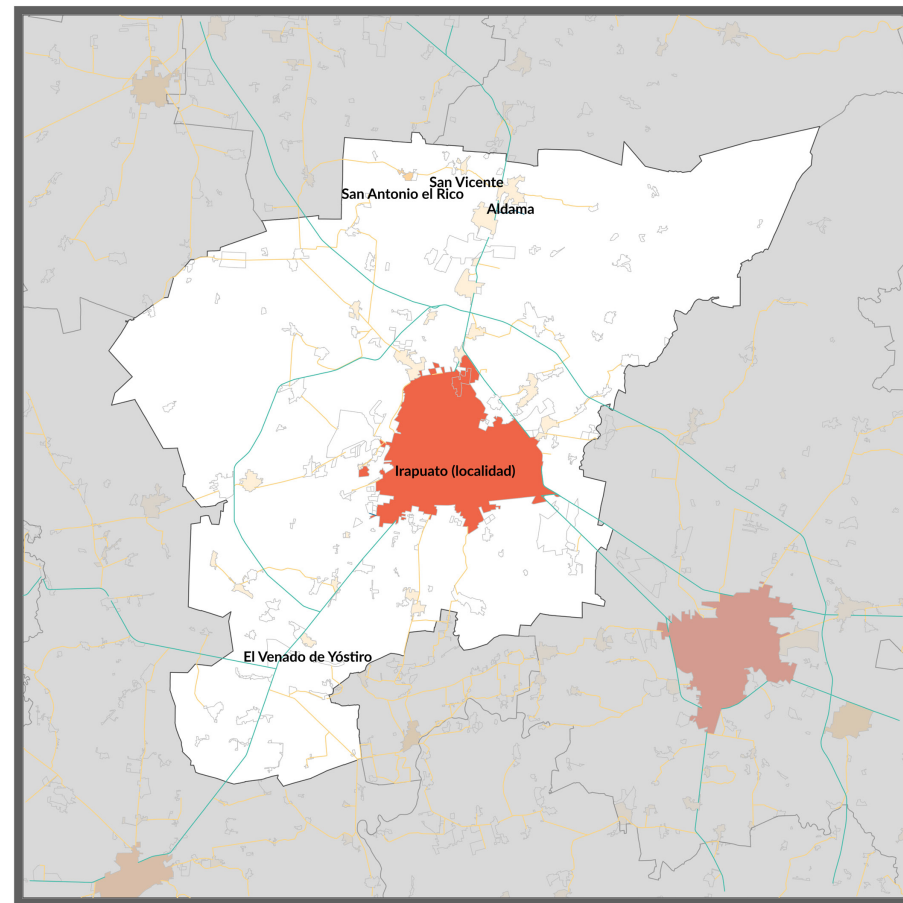 San Vicente
San Antonio el Rico
Aldama
Irapuato (localidad)
El Venado de Yóstiro